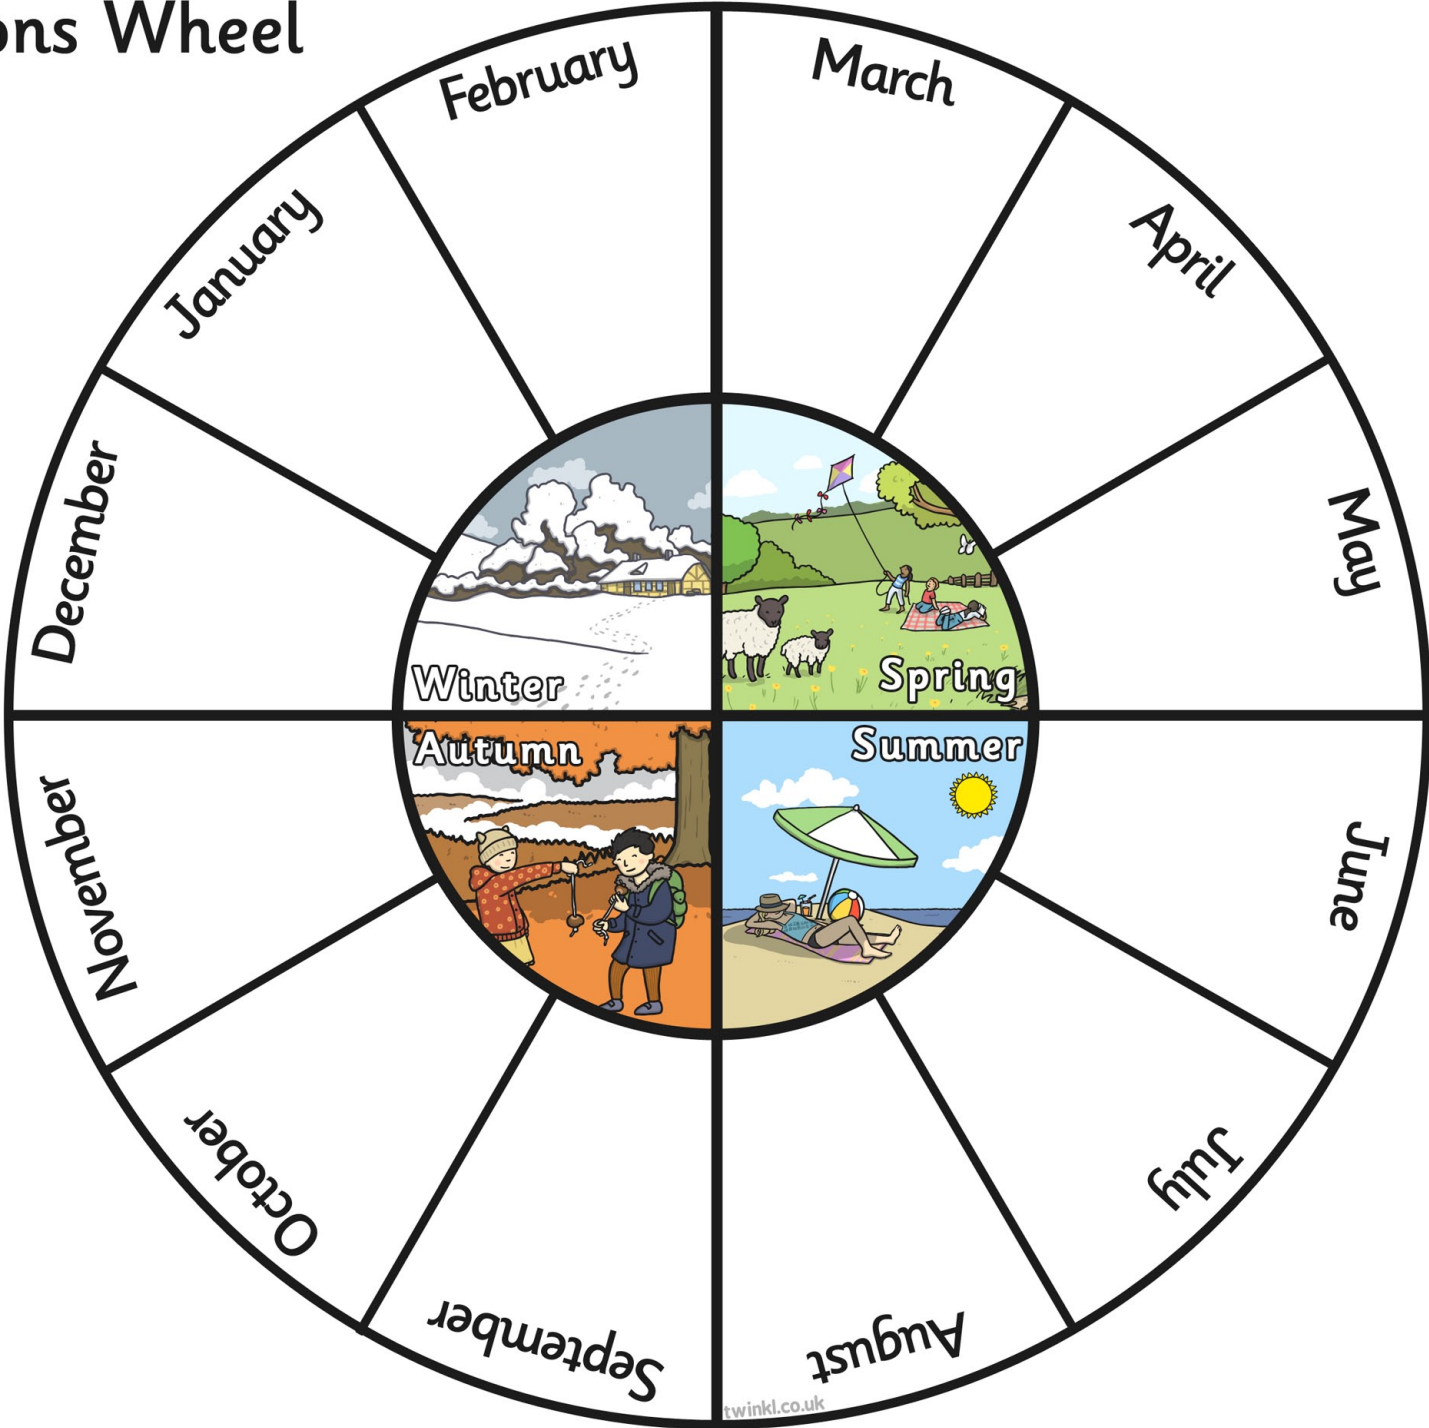 ons Wheel
February
March
January
April
December
May
Winter
Spring
Autumn
Summer
November
June
October
July
September
August
twinkl.co.uk